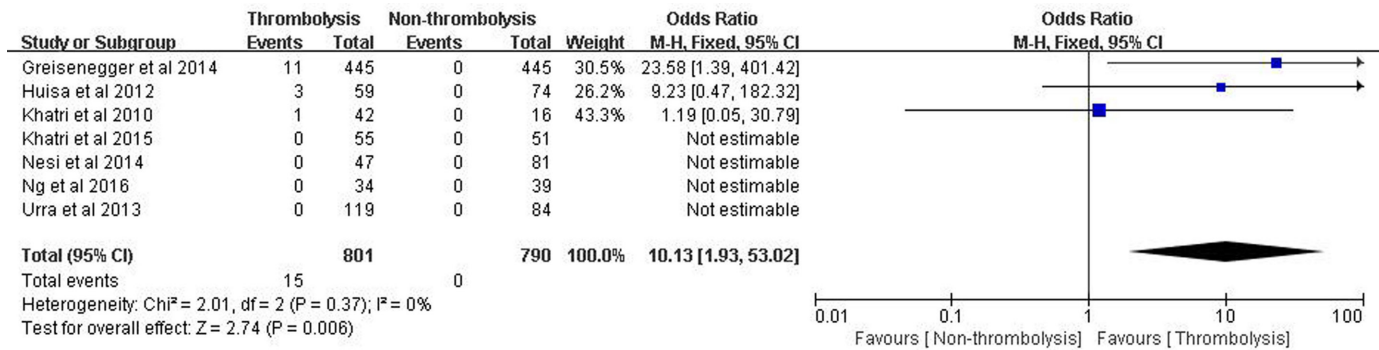 Thrombolysis Non-thrombolysis Odds Ratio Odds Ratio
Study or Subgroup Events Total Events Total Weight M-H, Fixed, 95% CI M-H, Fixed, 95% CI
Greisenegger et al 2014 11 445 0 445 30.5% 23.58 [1.39, 401.42]
Huisa et al 2012 3 59 0 74 26.2% 9.23 [0.47, 182.32]
Khatri et al 2010 1 42 0 16 43.3% 1.19 [0.05, 30.79]
Khatri et al 2015 0 55 0 51 Not estimable
Nesi et al 2014 0 47 0 81 Not estimable
Ng et al 2016 0 34 0 39 Not estimable
Urra et al 2013 0 119 0 84 Not estimable
Total (95% CI) 801 790 100.0% 10.13 [1.93, 53.02]
Total events 15 0
Heterogeneity: Chi² = 2.01, df = 2 (P = 0.37); I² = 0%
Test for overall effect: Z = 2.74 (P = 0.006)
0.01 0.1 1 10 100
Favours [Non-thrombolysis] Favours [Thrombolysis]